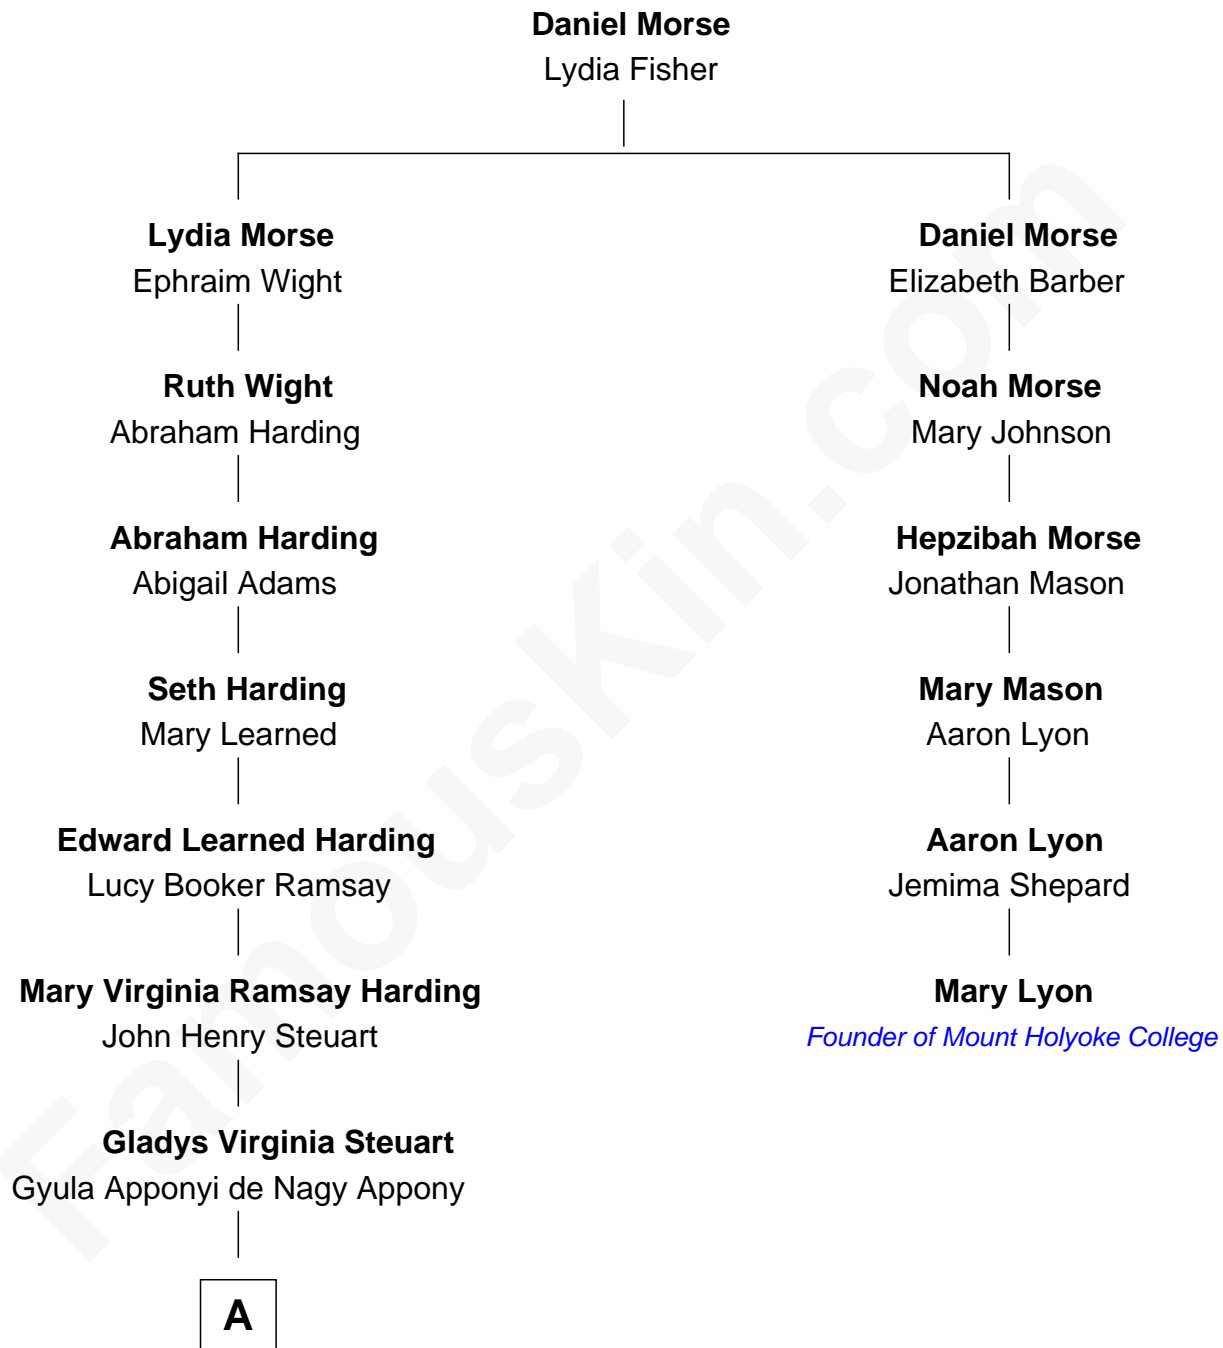 Daniel Morse
Lydia Fisher
Lydia Morse
Ephraim Wight
Ruth Wight
Abraham Harding
Abraham Harding
Abigail Adams
Seth Harding
Mary Learned
Edward Learned Harding
Lucy Booker Ramsay
Mary Virginia Ramsay Harding
John Henry Steuart
Gladys Virginia Steuart
Gyula Apponyi de Nagy Appony
A
Daniel Morse
Elizabeth Barber
Noah Morse
Mary Johnson
Hepzibah Morse
Jonathan Mason
Mary Mason
Aaron Lyon
Aaron Lyon
Jemima Shepard
Mary Lyon
Founder of Mount Holyoke College
FamousKin.com